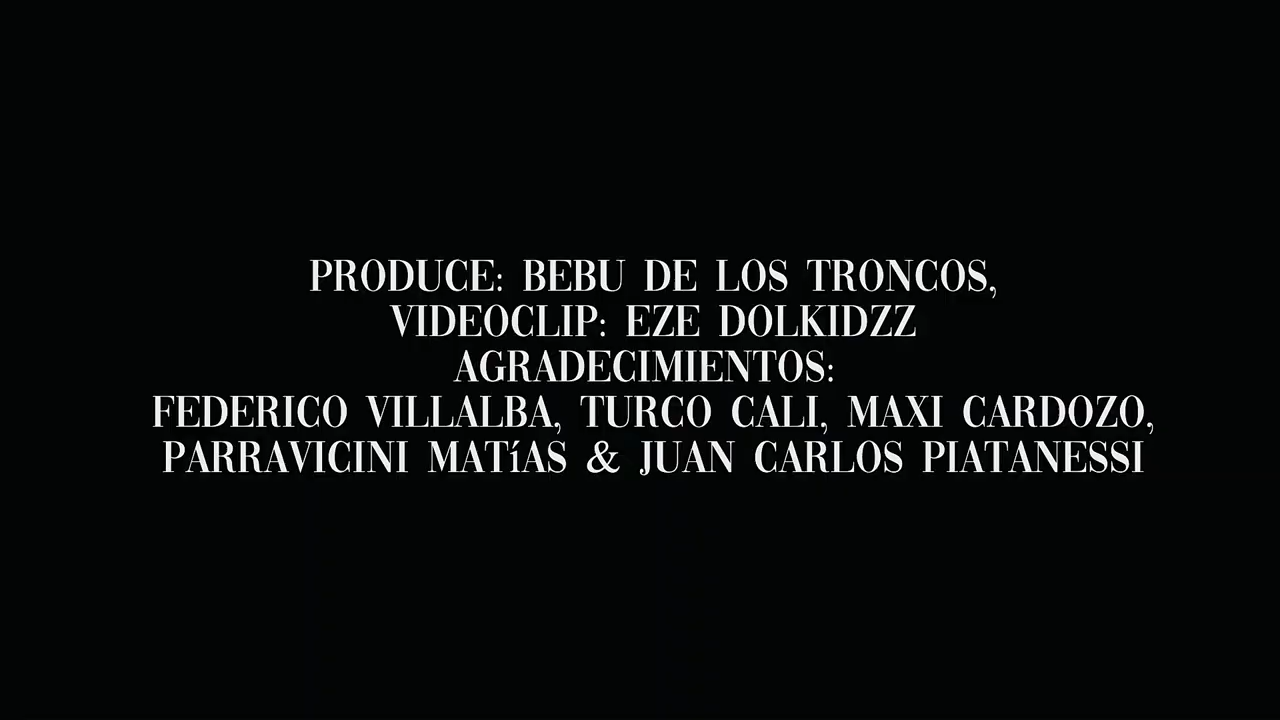 PRODUCE: BEBU DE LOS TRONCOS,
VIDEOCLIP: EZE DOLKIDZZ
AGRADECIMIENTOS:
FEDERICO VILLALBA, TURCO CALI, MAXI CARDOZO,
PARRAVICINI MATíAS & JUAN CARLOS PIATANESSI